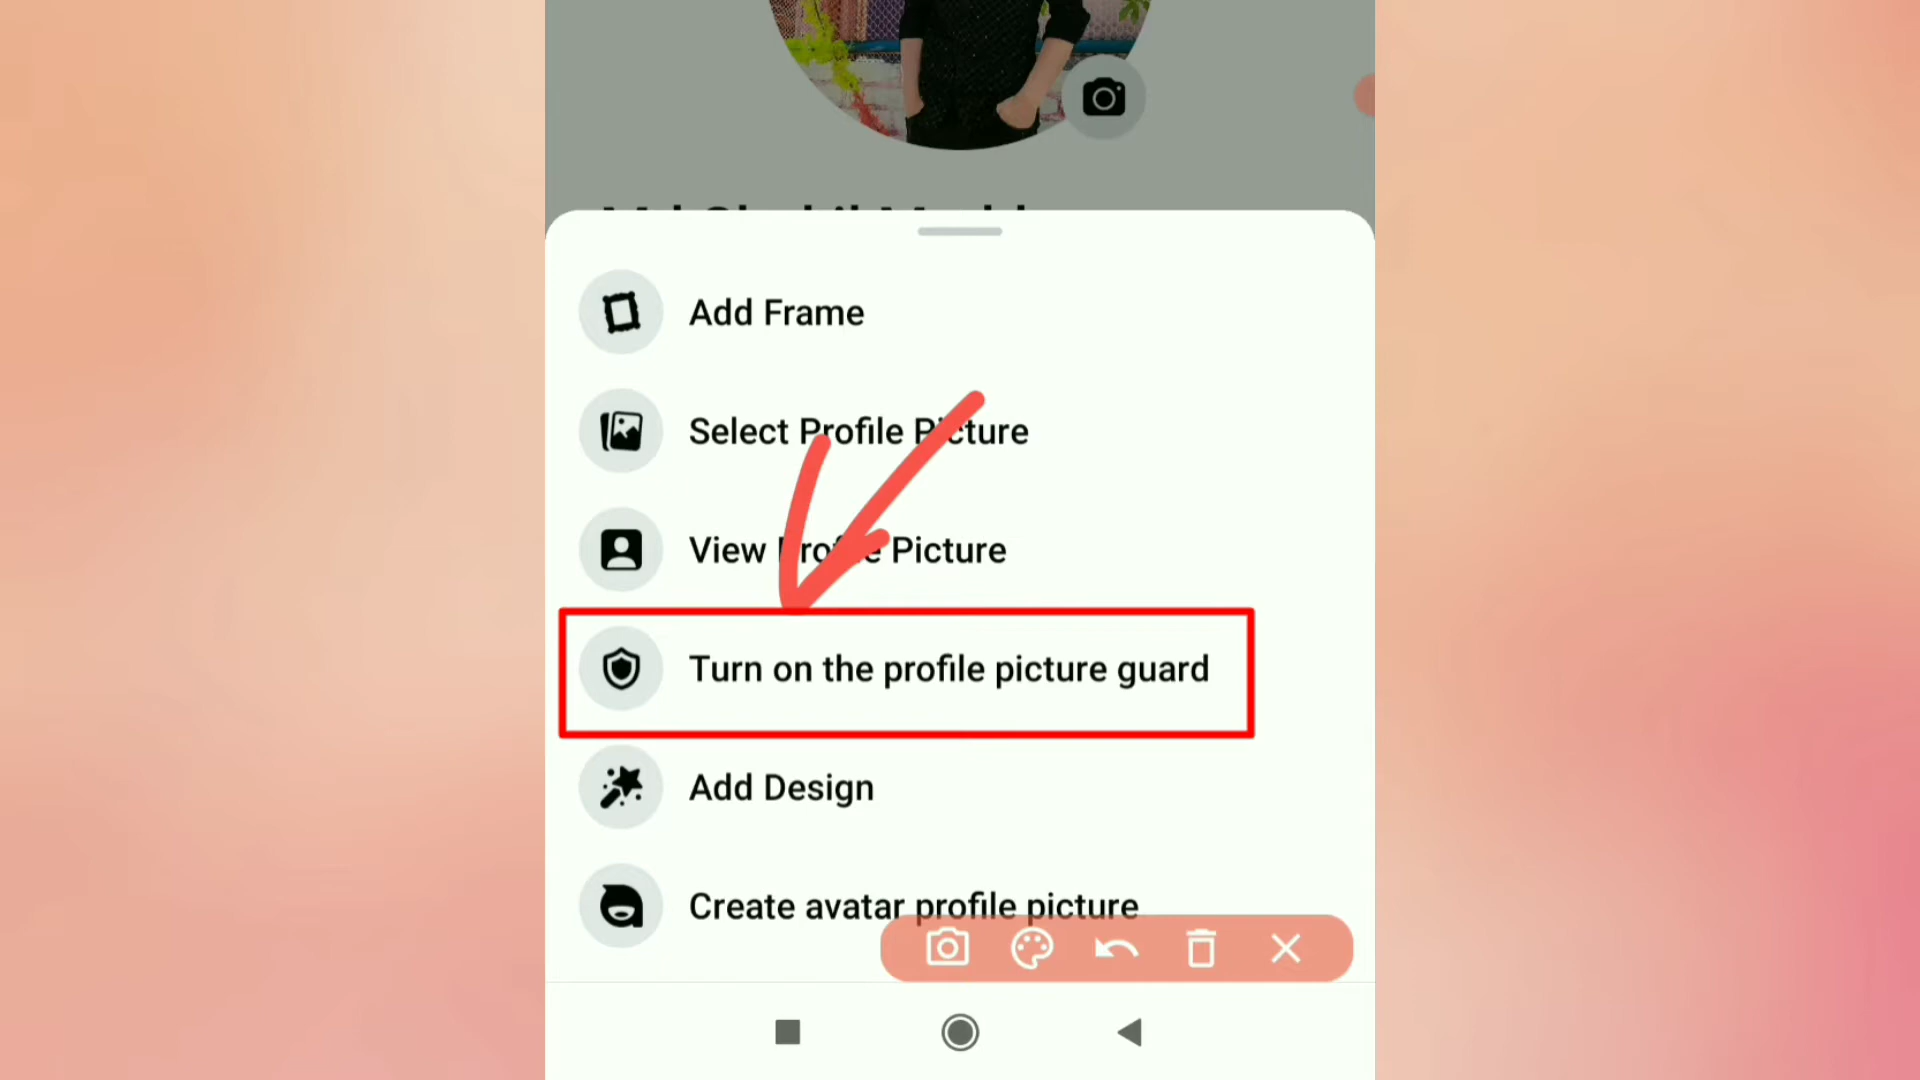 Add Frame
Select Profile Picture
View Profile Picture
Turn on the profile picture guard
Add Design
Create avatar profile picture